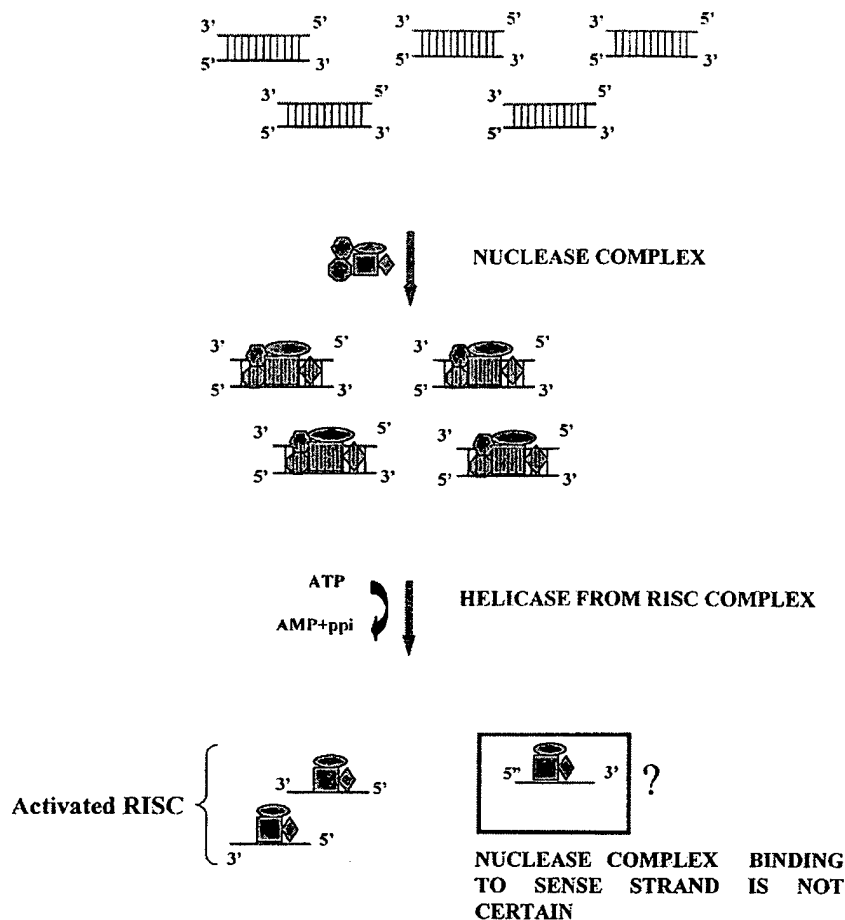 3' 5' 3' 5' 3' 5'
5' 3' 5' 3' 5' 3'
3' 5' 3' 5'
5' 3' 5' 3'
NUCLEASE COMPLEX
3' 5' 3' 5'
5' 3' 5' 3'
3' 5' 3' 5'
5' 3' 5' 3'
ATP
HELICASE FROM RISC COMPLEX
AMP+ppi
Activated RISC
3' 5'
3' 5'
5'' 3' ?
NUCLEASE COMPLEX BINDING
TO SENSE STRAND IS NOT
CERTAIN